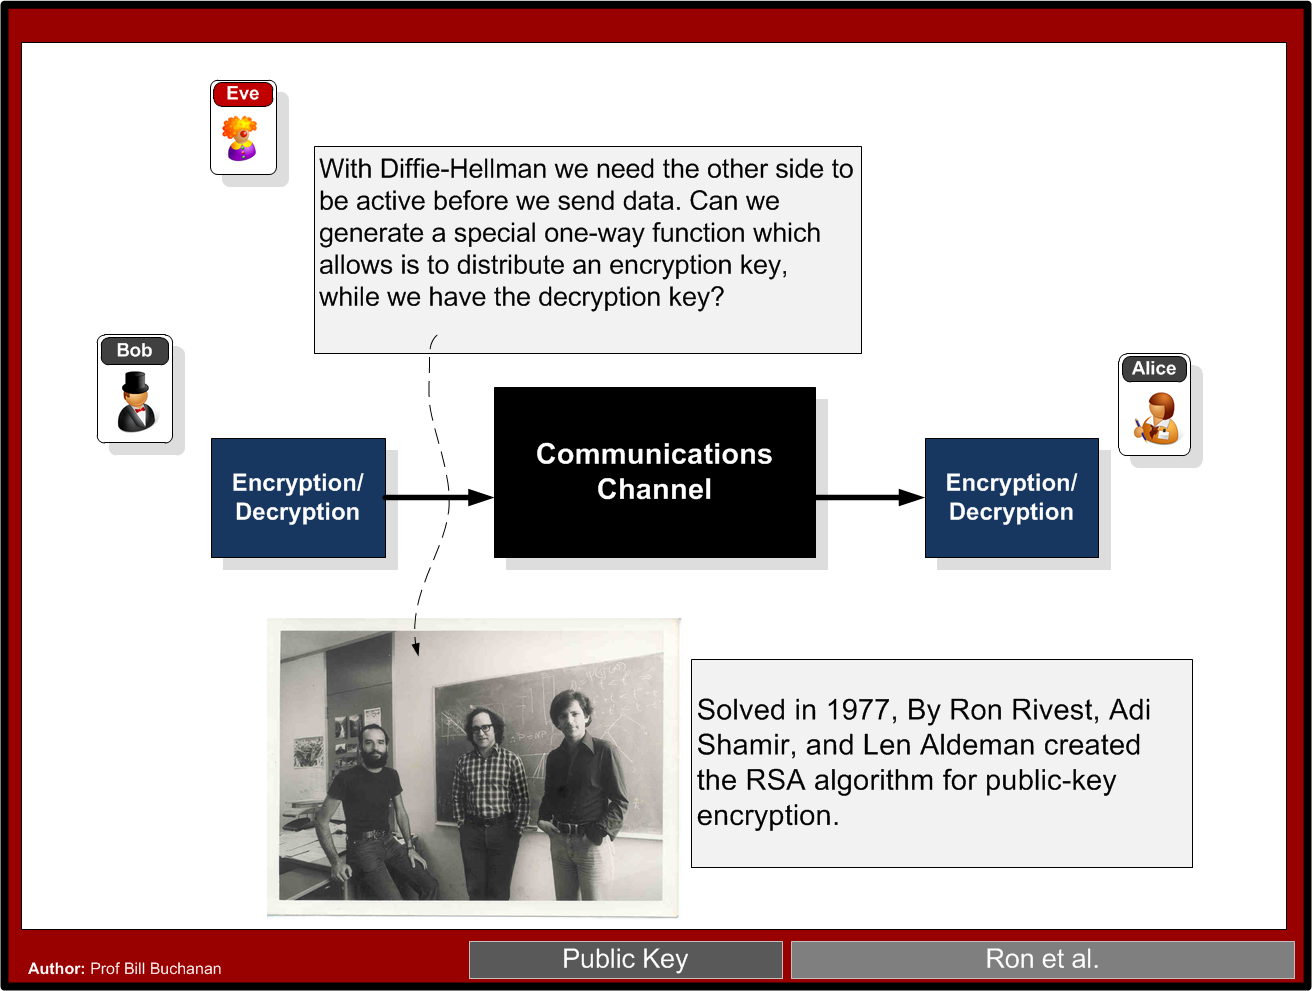 Eve
With Diffie-Hellman we need the other side to
be active before we send data. Can we
generate a special one-way function which
allows is to distribute an encryption key,
while we have the decryption key?
Bob
Alice
Encryption/
Decryption
Communications
Channel
Encryption/
Decryption
Solved in 1977, By Ron Rivest, Adi
Shamir, and Len Aldeman created
the RSA algorithm for public-key
encryption.
Author: Prof Bill Buchanan
Public Key
Ron et al.